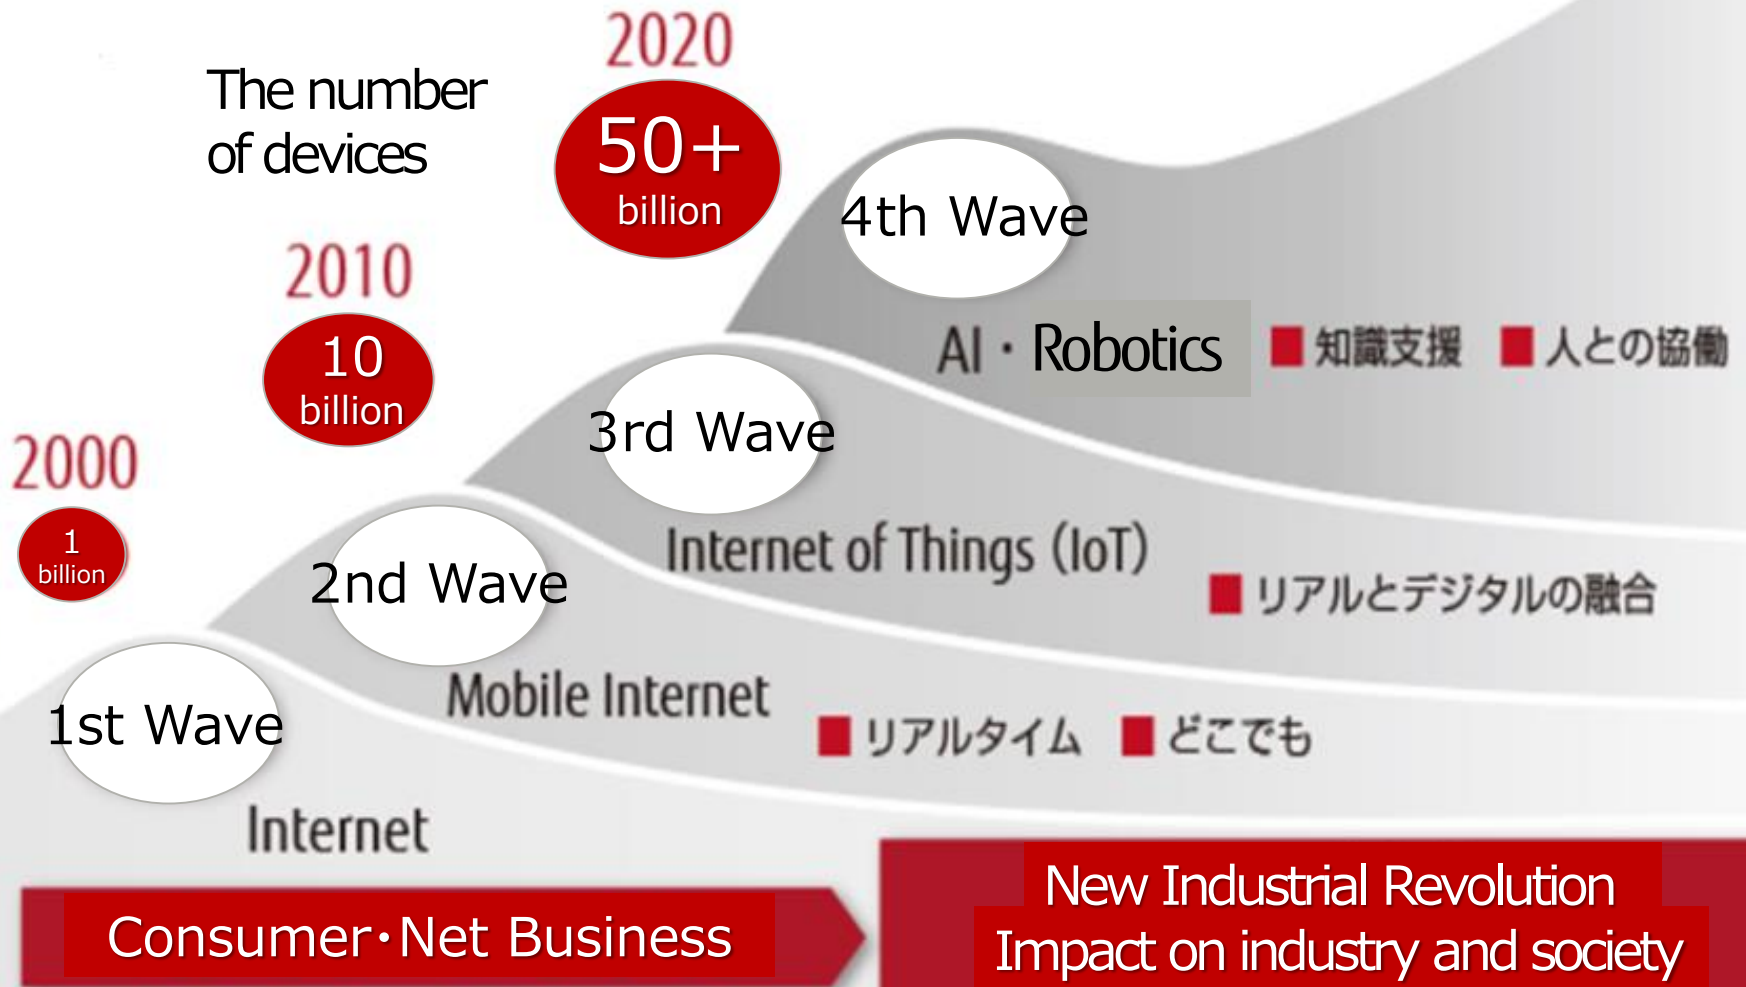 2020
The number
of devices
50+
billion
4th Wave
2010
10
billion
AI・Robotics ■ 知識支援 ■ 人との協働
3rd Wave
2000
1
billion
Internet of Things (IoT)
■ リアルとデジタルの融合
2nd Wave
Mobile Internet
■ リアルタイム ■ どこでも
1st Wave
Internet
Consumer・Net Business
New Industrial Revolution
Impact on industry and society